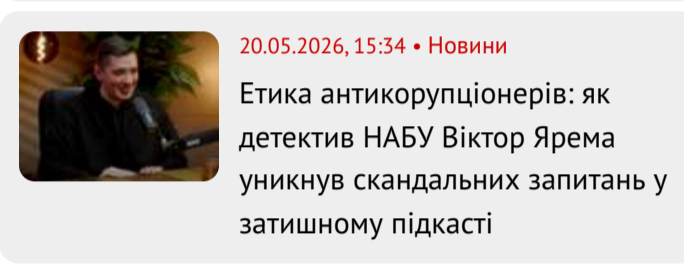 20.05.2026, 15:34 • Новини
Етика антикорупціонерів: як
детектив НАБУ Віктор Ярема
уникнув скандальних запитань у
затишному підкасті